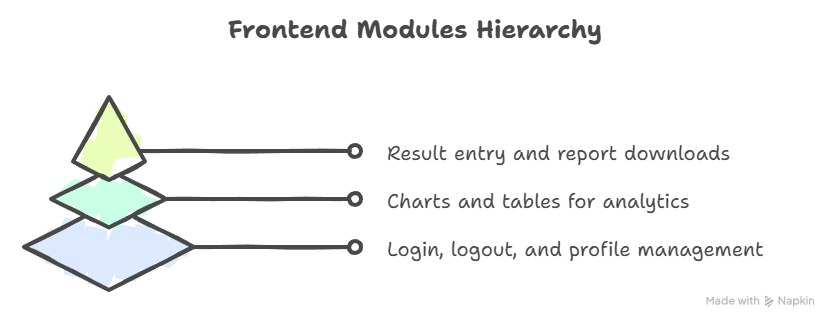 Frontend Modules Hierarchy
Result entry and report downloads
Charts and tables for analytics
Login, logout, and profile management
Made with Napkin